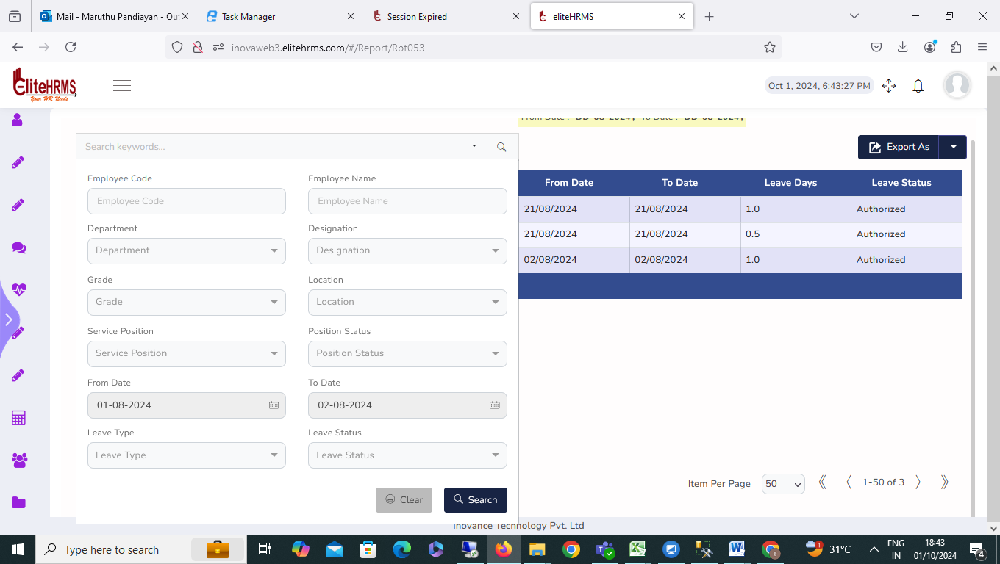 Mail - Maruthu Pandiayan - Out
Task Manager
Session Expired
eliteHRMS
inovaweb3.elitehrms.com/#/Report/Rpt053
EliteHRMS
Your HR Needs
Oct 1, 2024, 6:43:27 PM
Search keywords...
Export As
Employee Code
Employee Name
Employee Code
Employee Name
Department
Designation
Department
Designation
Grade
Location
Grade
Location
Service Position
Position Status
Service Position
Position Status
From Date
To Date
01-08-2024
02-08-2024
Leave Type
Leave Status
Leave Type
Leave Status
Clear
Search
From Date To Date Leave Days Leave Status
21/08/2024 21/08/2024 1.0 Authorized
21/08/2024 21/08/2024 0.5 Authorized
02/08/2024 02/08/2024 1.0 Authorized
Item Per Page 50 1-50 of 3
Inovance Technology Pvt. Ltd
Type here to search
1
31°C
ENG
IN
18:43
01/10/2024
4